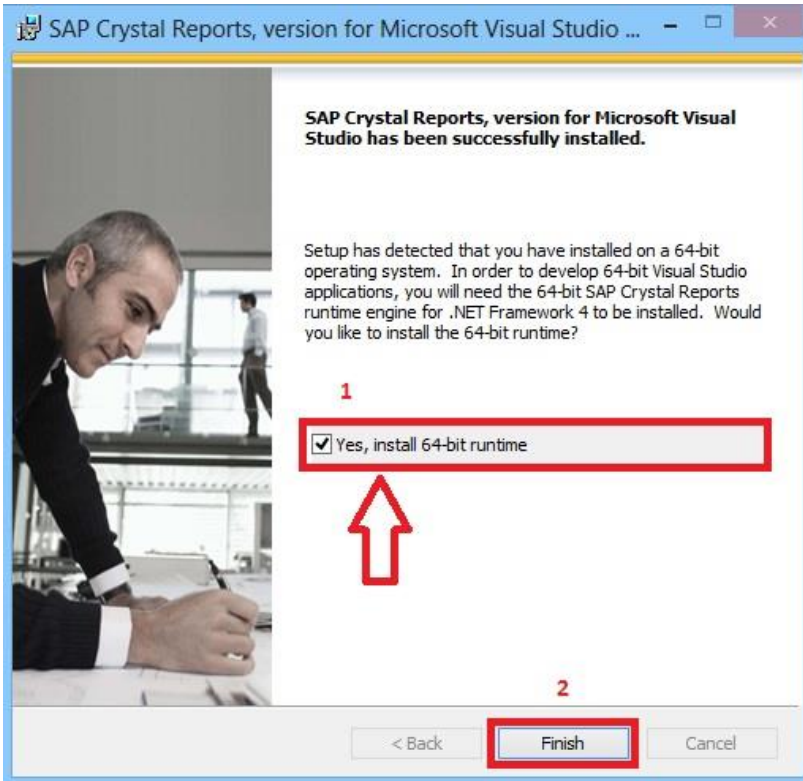 SAP Crystal Reports, version for Microsoft Visual Studio ...
SAP Crystal Reports, version for Microsoft Visual
Studio has been successfully installed.
Setup has detected that you have installed on a 64-bit
operating system.  In order to develop 64-bit Visual Studio
applications, you will need the 64-bit SAP Crystal Reports
runtime engine for .NET Framework 4 to be installed.  Would
you like to install the 64-bit runtime?
1
Yes, install 64-bit runtime
2
< Back
Finish
Cancel